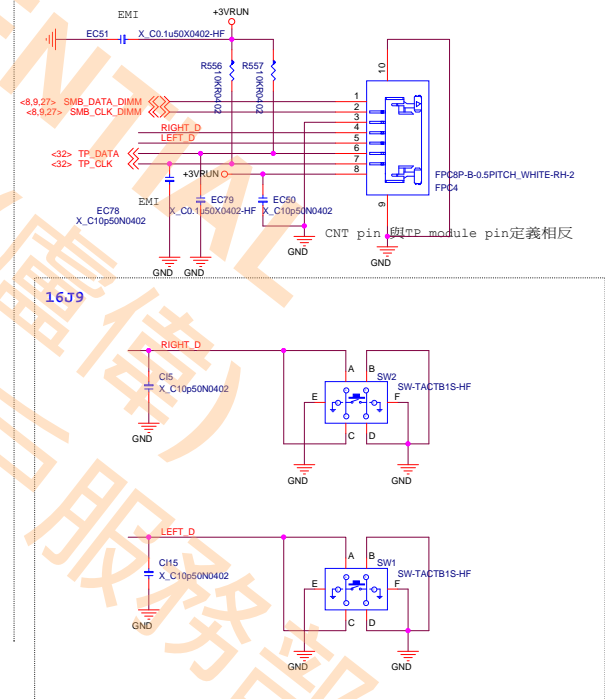 EMI
+3VRUN
EC51
X_C0.1u50X0402-HF
R556
10KR0402
R557
10KR0402
10
<8,9,27> SMB_DATA_DIMM
<8,9,27> SMB_CLK_DIMM
RIGHT_D
LEFT_D
<32> TP_DATA
<32> TP_CLK
1
2
3
4
5
6
7
8
+3VRUN
FPC8P-B-0.5PITCH_WHITE-RH-2
FPC4
EMI
EC79
X_C0.1u50X0402-HF
EC50
X_C10p50N0402
EC78
X_C10p50N0402
9
CNT pin 與TP module pin定義相反
GND
GND
GND
GND
16J9
RIGHT_D
CI5
X_C10p50N0402
GND
A
B
SW2
SW-TACTB1S-HF
E
F
C
D
GND
GND
LEFT_D
CI15
X_C10p50N0402
GND
A
B
SW1
SW-TACTB1S-HF
E
F
C
D
GND
GND